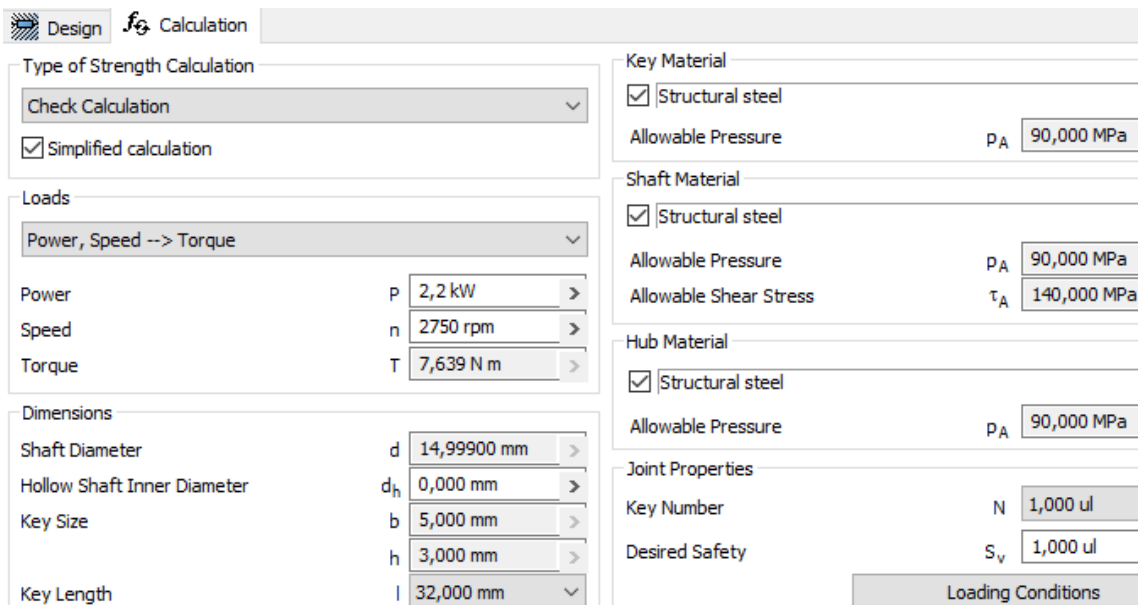 Design
Calculation
Type of Strength Calculation
Check Calculation
Simplified calculation
Loads
Power, Speed --> Torque
Power P 2,2 kW >
Speed n 2750 rpm >
Torque T 7,639 N m >
Dimensions
Shaft Diameter d 14,99900 mm >
Hollow Shaft Inner Diameter dh 0,000 mm >
Key Size b 5,000 mm >
h 3,000 mm >
Key Length l 32,000 mm
Key Material
Structural steel
Allowable Pressure pA 90,000 MPa
Shaft Material
Structural steel
Allowable Pressure pA 90,000 MPa
Allowable Shear Stress τA 140,000 MPa
Hub Material
Structural steel
Allowable Pressure pA 90,000 MPa
Joint Properties
Key Number N 1,000 ul
Desired Safety Sv 1,000 ul
Loading Conditions